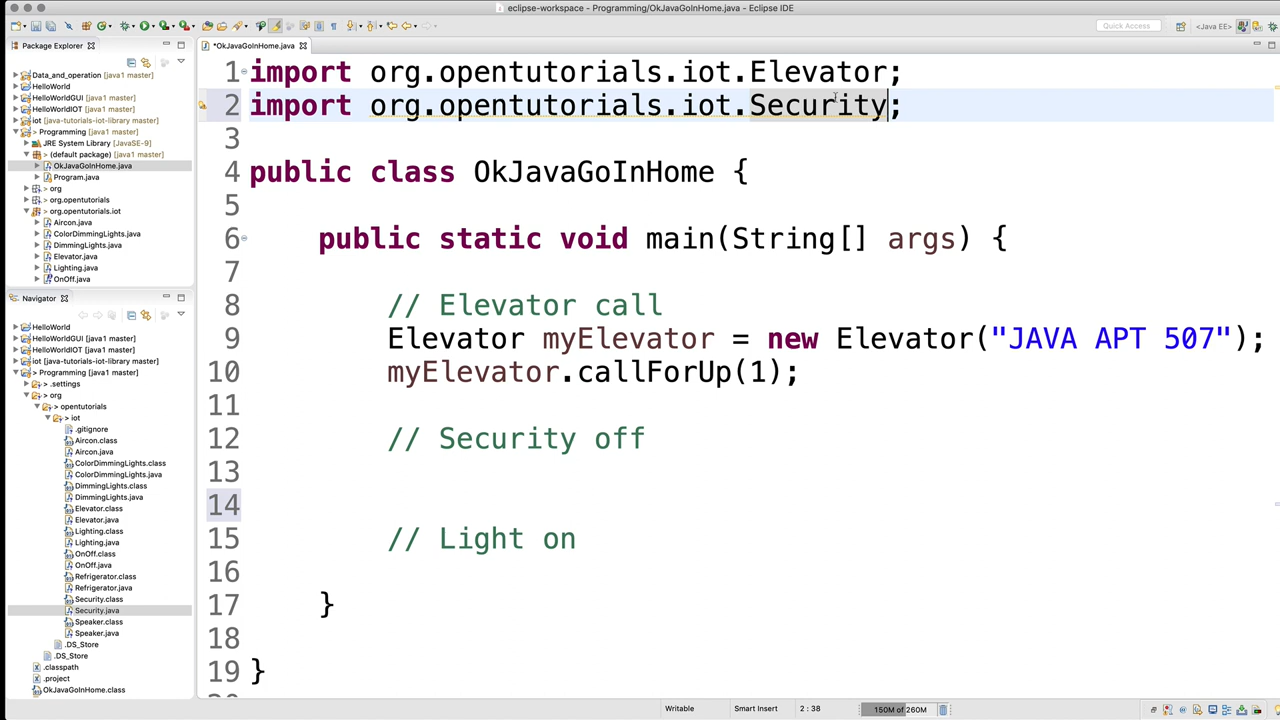 eclipse-workspace - Programming/OkJavaGoInHome.java - Eclipse IDE
Quick Access
<Java EE>
Package Explorer
Data_and_operation [java1 master]
HelloWorld
HelloWorldGUI [java1 master]
HelloWorldIOT [java1 master]
iot [java-tutorials-iot-library master]
> Programming [java1 master]
JRE System Library [JavaSE-9]
> (default package) [java1 master]
OkJavaGoInHome.java
Program.java
> org
> org.opentutorials
> org.opentutorials.iot
Aircon.java
ColorDimmingLights.java
DimmingLights.java
Elevator.java
Lighting.java
OnOff.java
Navigator
HelloWorld
HelloWorldGUI [java1 master]
HelloWorldIOT [java1 master]
iot [java-tutorials-iot-library master]
> Programming [java1 master]
> .settings
> org
> opentutorials
> iot
.gitignore
Aircon.class
Aircon.java
ColorDimmingLights.class
ColorDimmingLights.java
DimmingLights.class
DimmingLights.java
Elevator.class
Elevator.java
Lighting.class
Lighting.java
OnOff.class
OnOff.java
Refrigerator.class
Refrigerator.java
Security.class
Security.java
Speaker.class
Speaker.java
.DS_Store
.DS_Store
.classpath
.project
OkJavaGoInHome.class
*OkJavaGoInHome.java
1 import org.opentutorials.iot.Elevator;
2 import org.opentutorials.iot.Security;
3
4 public class OkJavaGoInHome {
5
6 public static void main(String[] args) {
7
8 // Elevator call
9 Elevator myElevator = new Elevator("JAVA APT 507");
10 myElevator.callForUp(1);
11
12 // Security off
13
14
15 // Light on
16
17 }
18
19 }
Writable
Smart Insert
2 : 38
150M of 260M